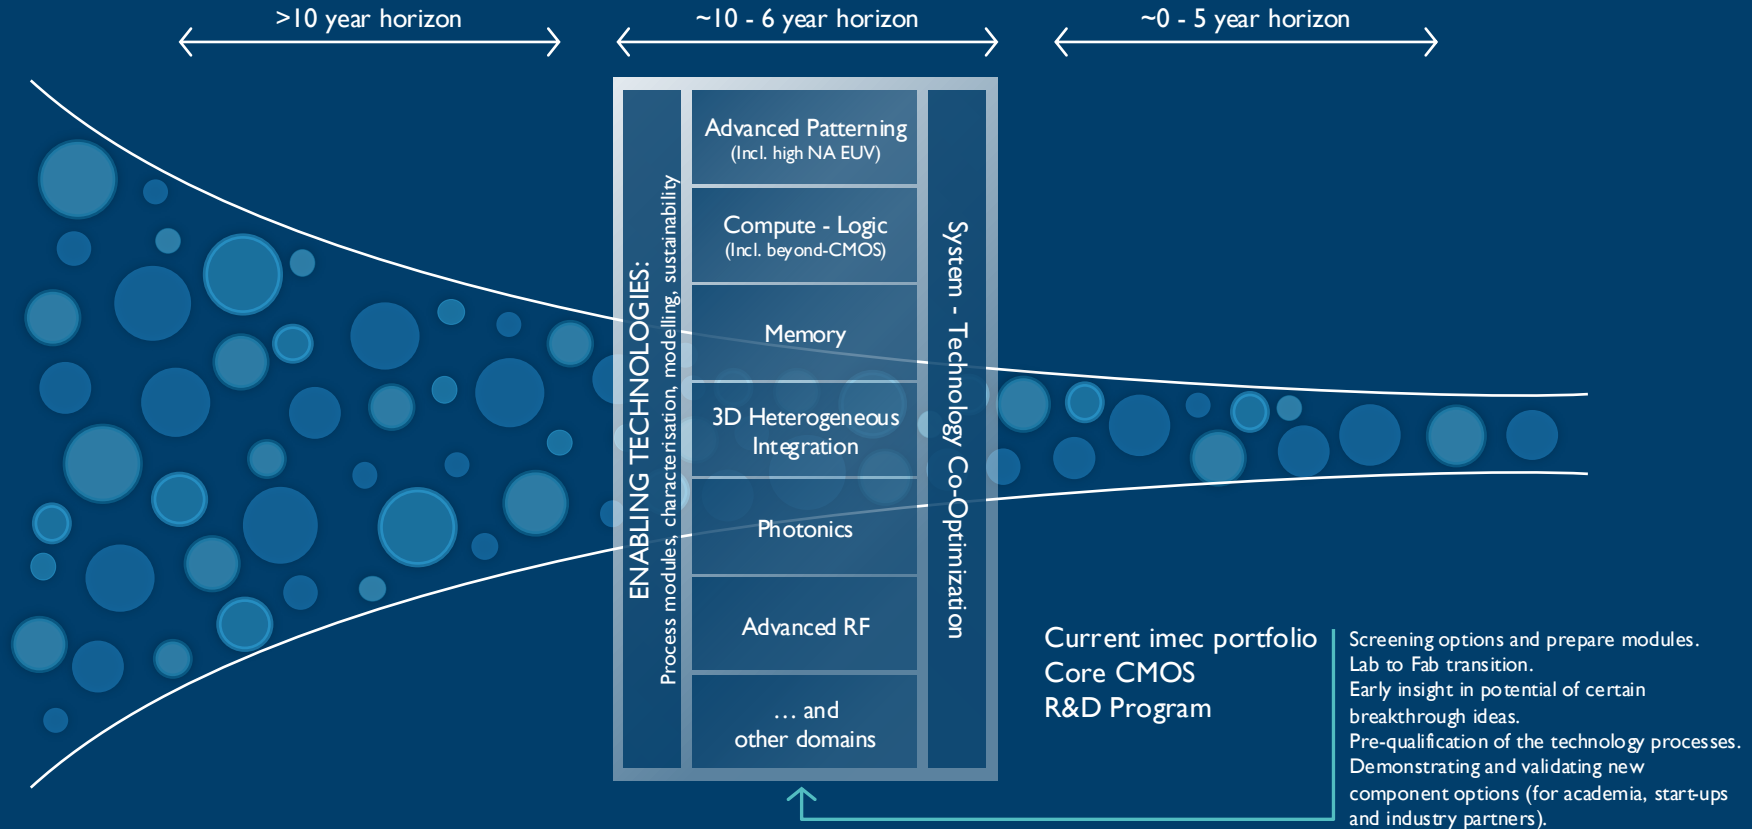 >10 year horizon
~10 - 6 year horizon
~0 - 5 year horizon
ENABLING TECHNOLOGIES:
Process modules, characterisation, modelling, sustainability
Advanced Patterning
(Incl. high NA EUV)
Compute - Logic
(Incl. beyond-CMOS)
Memory
3D Heterogeneous
Integration
Photonics
Advanced RF
... and
other domains
System - Technology Co-Optimization
Current imec portfolio
Core CMOS
R&D Program
Screening options and prepare modules.
Lab to Fab transition.
Early insight in potential of certain
breakthrough ideas.
Pre-qualification of the technology processes.
Demonstrating and validating new
component options (for academia, start-ups
and industry partners).